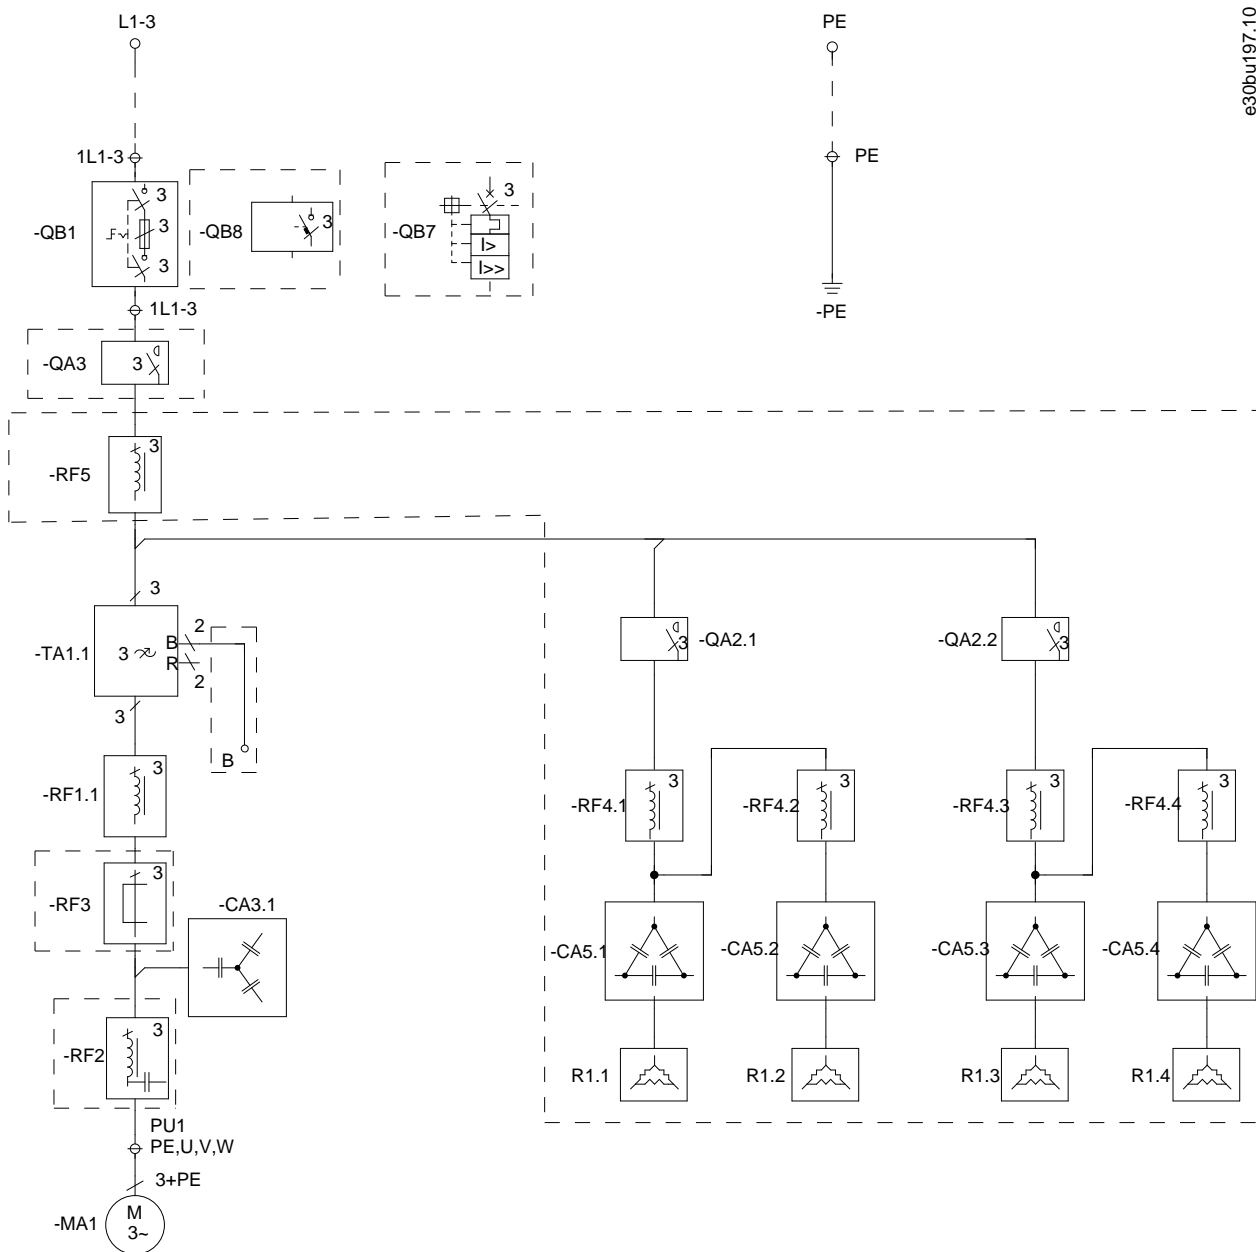 L1-3
PE
e30bu197.10
1L1-3
PE
3
-QB1
3
3
-QB8
3
-QB7
3
I>
I>>
-PE
1L1-3
-QA3
3
-RF5
3
3
-TA1.1
3
B
2
R
2
3
B
-QA2.1
3
-QA2.2
3
-RF1.1
3
-RF4.1
3
-RF4.2
3
-RF4.3
3
-RF4.4
3
-RF3
3
-CA3.1
-CA5.1
-CA5.2
-CA5.3
-CA5.4
-RF2
3
R1.1
R1.2
R1.3
R1.4
PU1
PE,U,V,W
3+PE
-MA1
M
3~